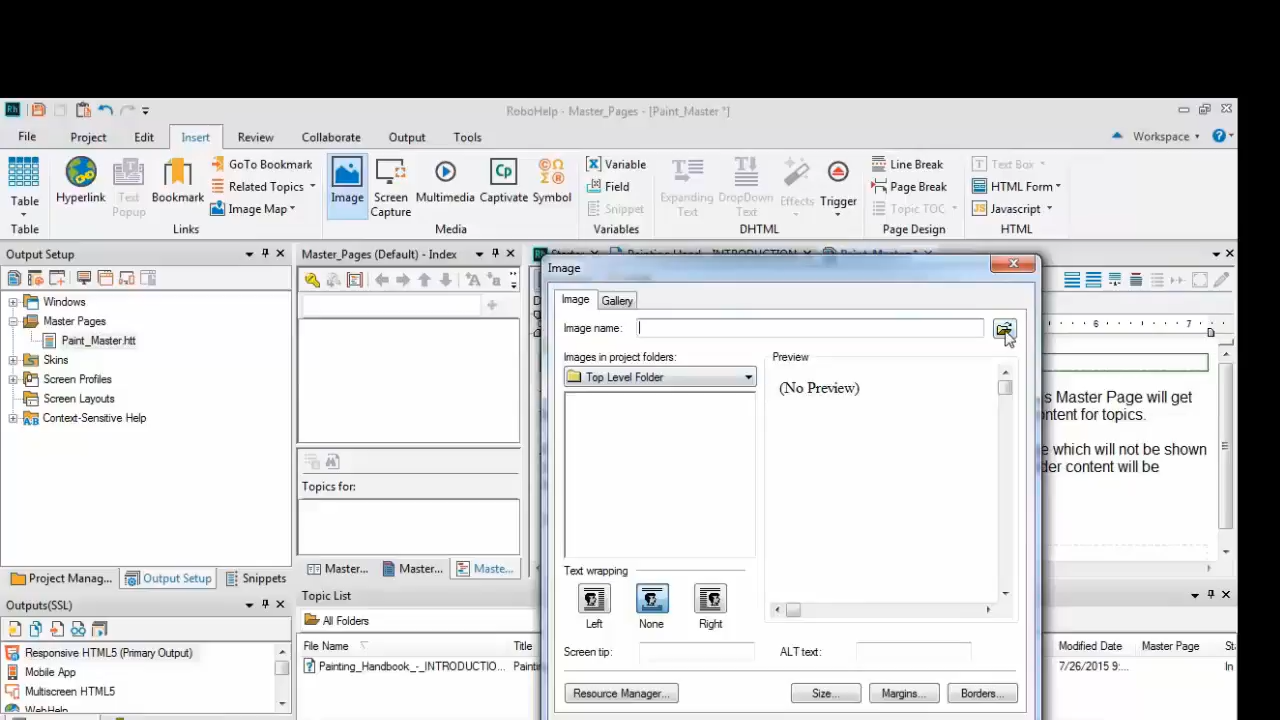 Rh
RoboHelp - Master_Pages - [Paint_Master *]
File Project Edit Insert Review Collaborate Output Tools Workspace
Table Hyperlink Text Popup Bookmark
GoTo Bookmark
Related Topics
Image Map
Image Screen Capture Multimedia Captivate Symbol
Cp
Variable
Field
Snippet
Expanding Text DropDown Text Effects Trigger
Line Break
Page Break
Topic TOC
Text Box
HTML Form
Javascript
Table Links Media Variables DHTML Page Design HTML
Output Setup
Windows
Master Pages
Paint_Master.htt
Skins
Screen Profiles
Screen Layouts
Context-Sensitive Help
Project Manag... Output Setup Snippets
Outputs(SSL)
Responsive HTML5 (Primary Output)
Mobile App
Multiscreen HTML5
WebHelp
Master_Pages (Default) - Index
Topics for:
Master... Master... Maste...
Topic List
All Folders
File Name Title
Painting_Handbook_-_INTRODUCTIO... Paintir
Modified Date Master Page
7/26/2015 9:... In
6 7
s Master Page will get
ntent for topics.
e which will not be shown
der content will be
Image
Image Gallery
Image name:
Images in project folders:
Top Level Folder
Preview
(No Preview)
Text wrapping
Left None Right
Screen tip: ALT text:
Resource Manager... Size... Margins... Borders...